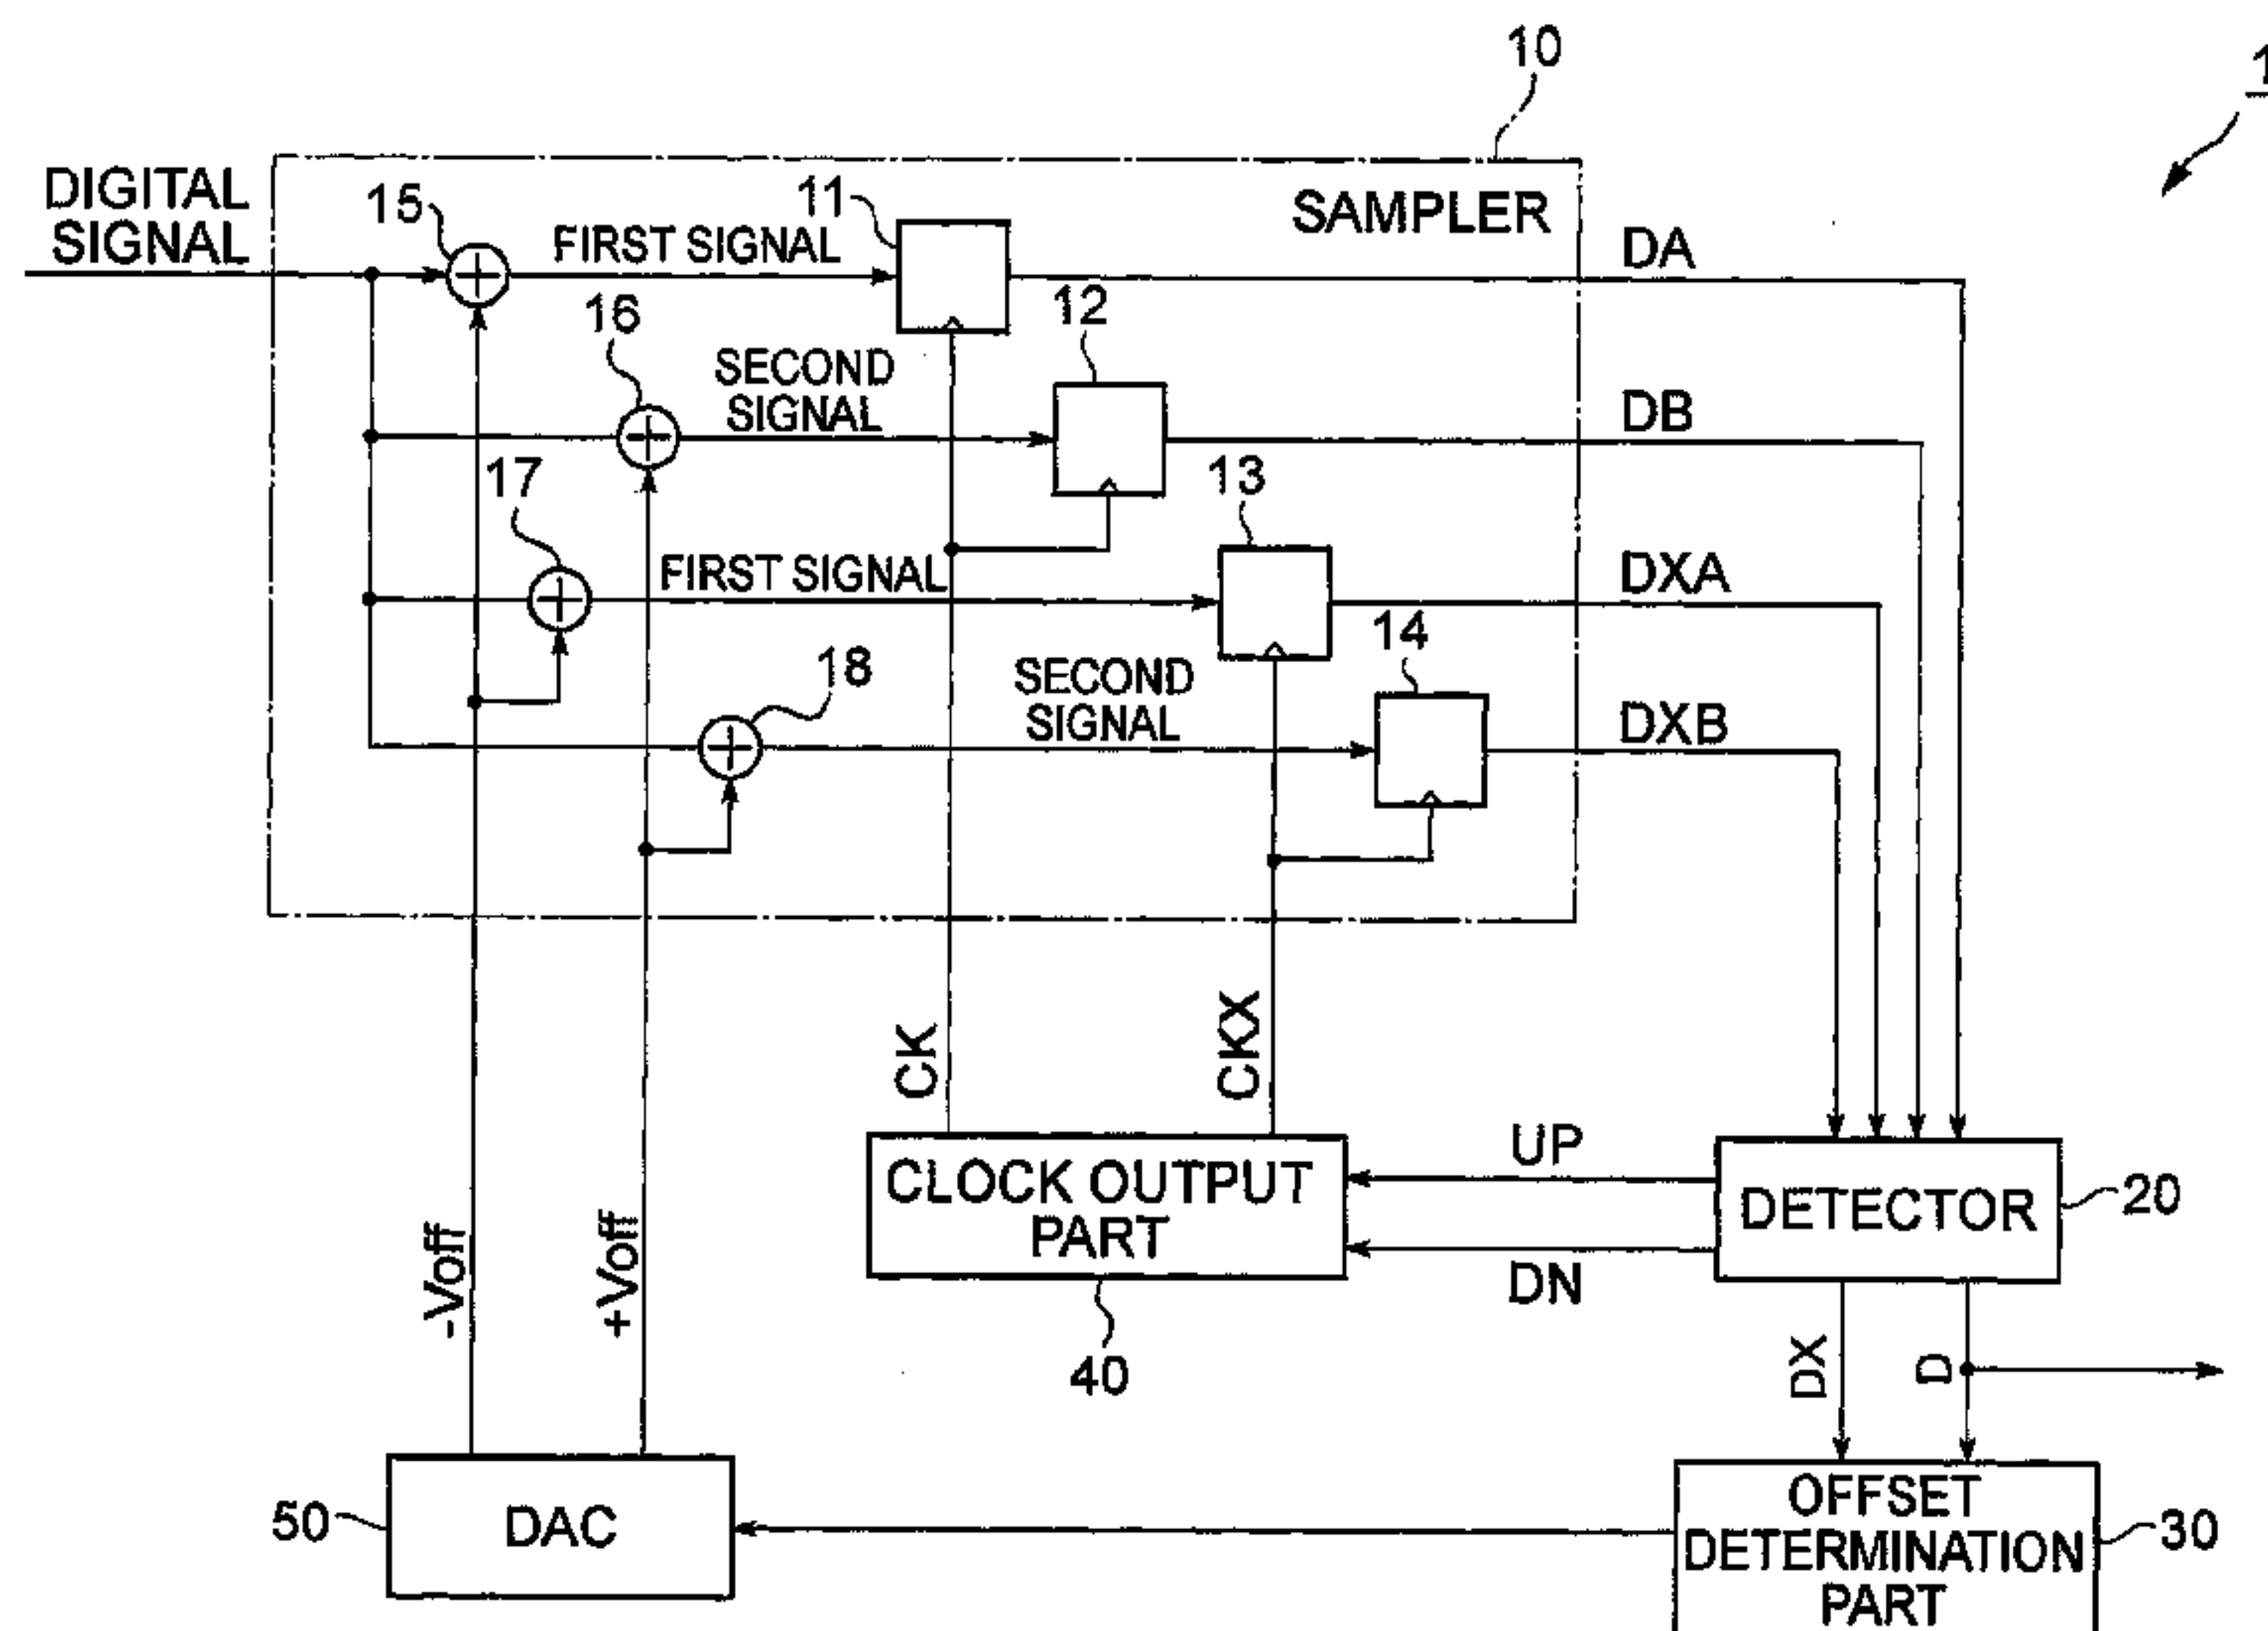 10
1
DIGITAL
SIGNAL
15
FIRST SIGNAL
11
SAMPLER
DA
16
SECOND
SIGNAL
12
DB
17
FIRST SIGNAL
13
DXA
18
SECOND
SIGNAL
14
DXB
CK
CKX
-Voff
+Voff
CLOCK OUTPUT
PART
40
UP
DN
DETECTOR
20
DX
D
50
DAC
OFFSET
DETERMINATION
PART
30